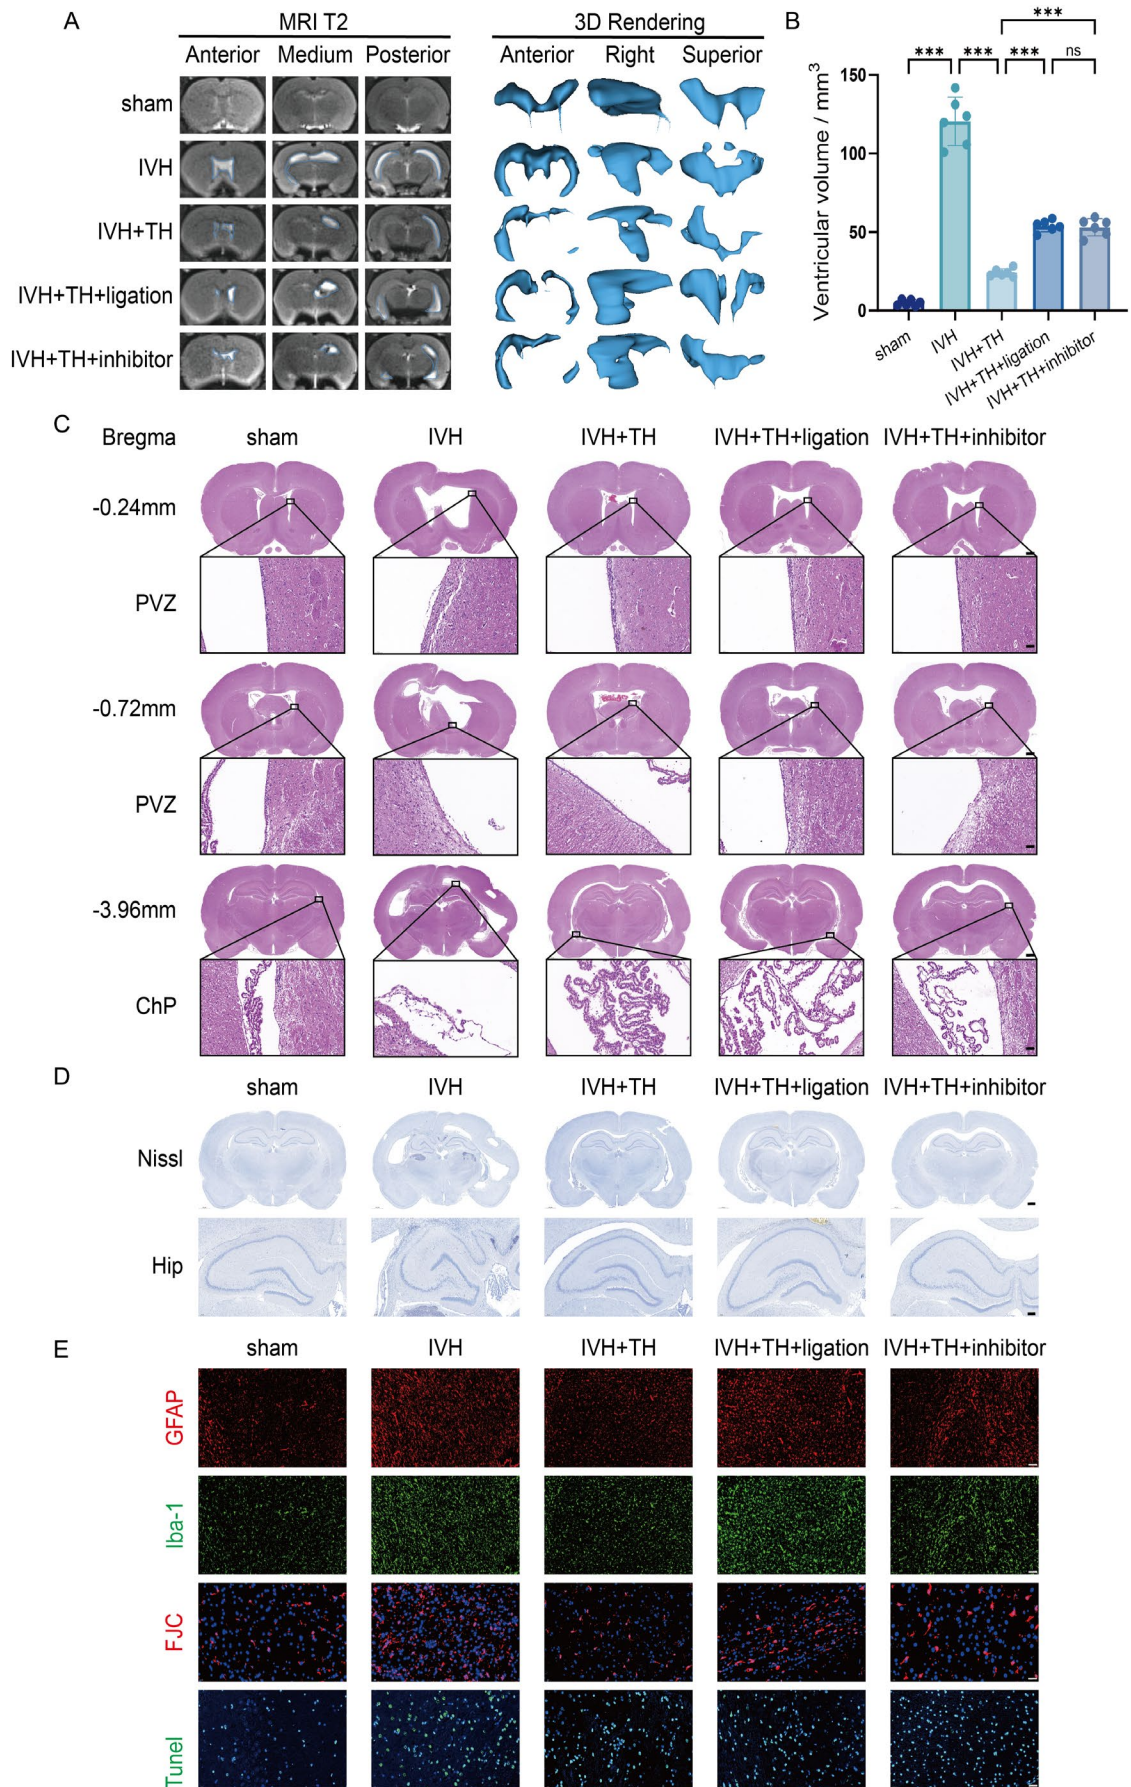 A
MRI T2
3D Rendering
Anterior Medium Posterior
Anterior Right Superior
sham
IVH
IVH+TH
IVH+TH+ligation
IVH+TH+inhibitor
B
***
*** *** *** ns
Ventricular volume / mm³
150
100
50
0
sham
IVH
IVH+TH
IVH+TH+ligation
IVH+TH+inhibitor
C
Bregma sham IVH IVH+TH IVH+TH+ligation IVH+TH+inhibitor
-0.24mm
PVZ
-0.72mm
PVZ
-3.96mm
ChP
D
sham IVH IVH+TH IVH+TH+ligation IVH+TH+inhibitor
Nissl
Hip
E
sham IVH IVH+TH IVH+TH+ligation IVH+TH+inhibitor
GFAP
Iba-1
FJC
Tunel